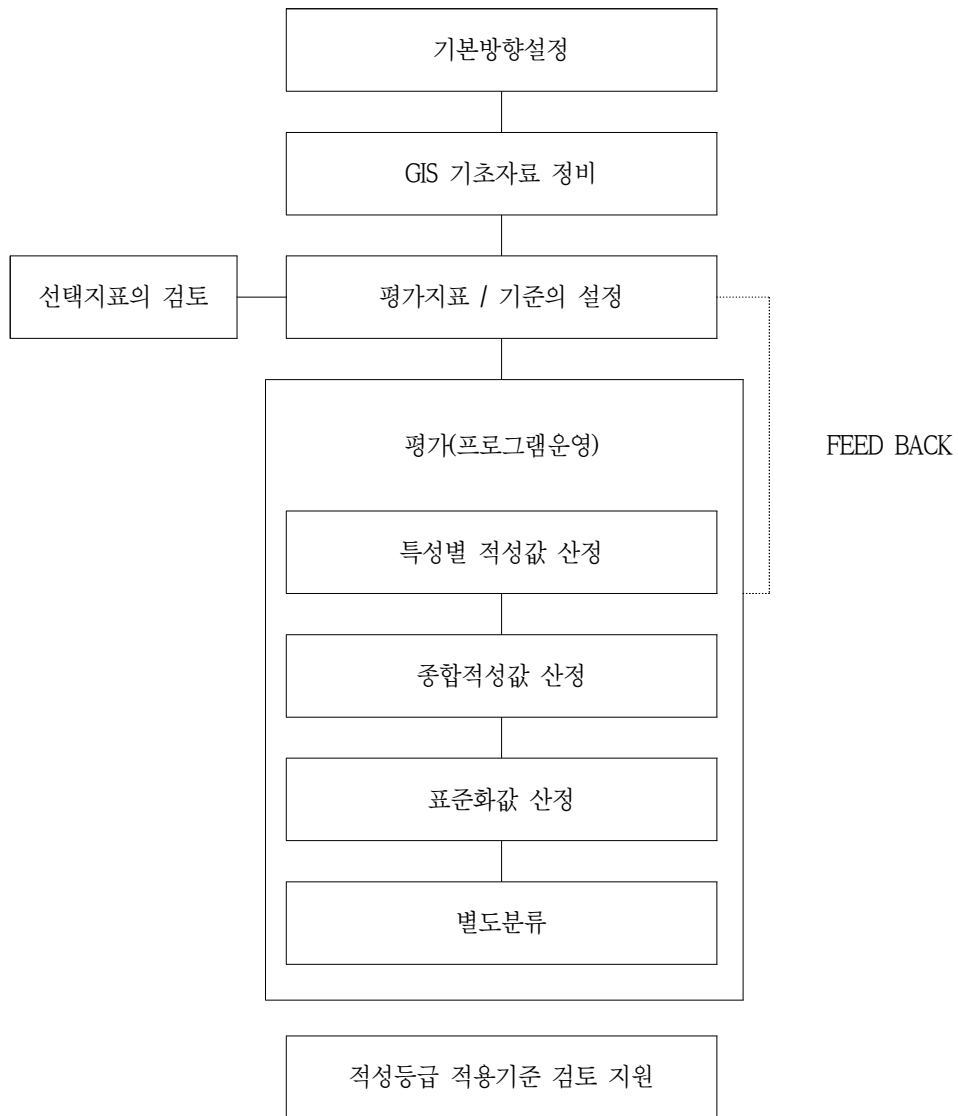 기본방향설정
GIS 기초자료 정비
선택지표의 검토
평가지표 / 기준의 설정
평가(프로그램운영)
FEED BACK
특성별 적성값 산정
종합적성값 산정
표준화값 산정
별도분류
적성등급 적용기준 검토 지원